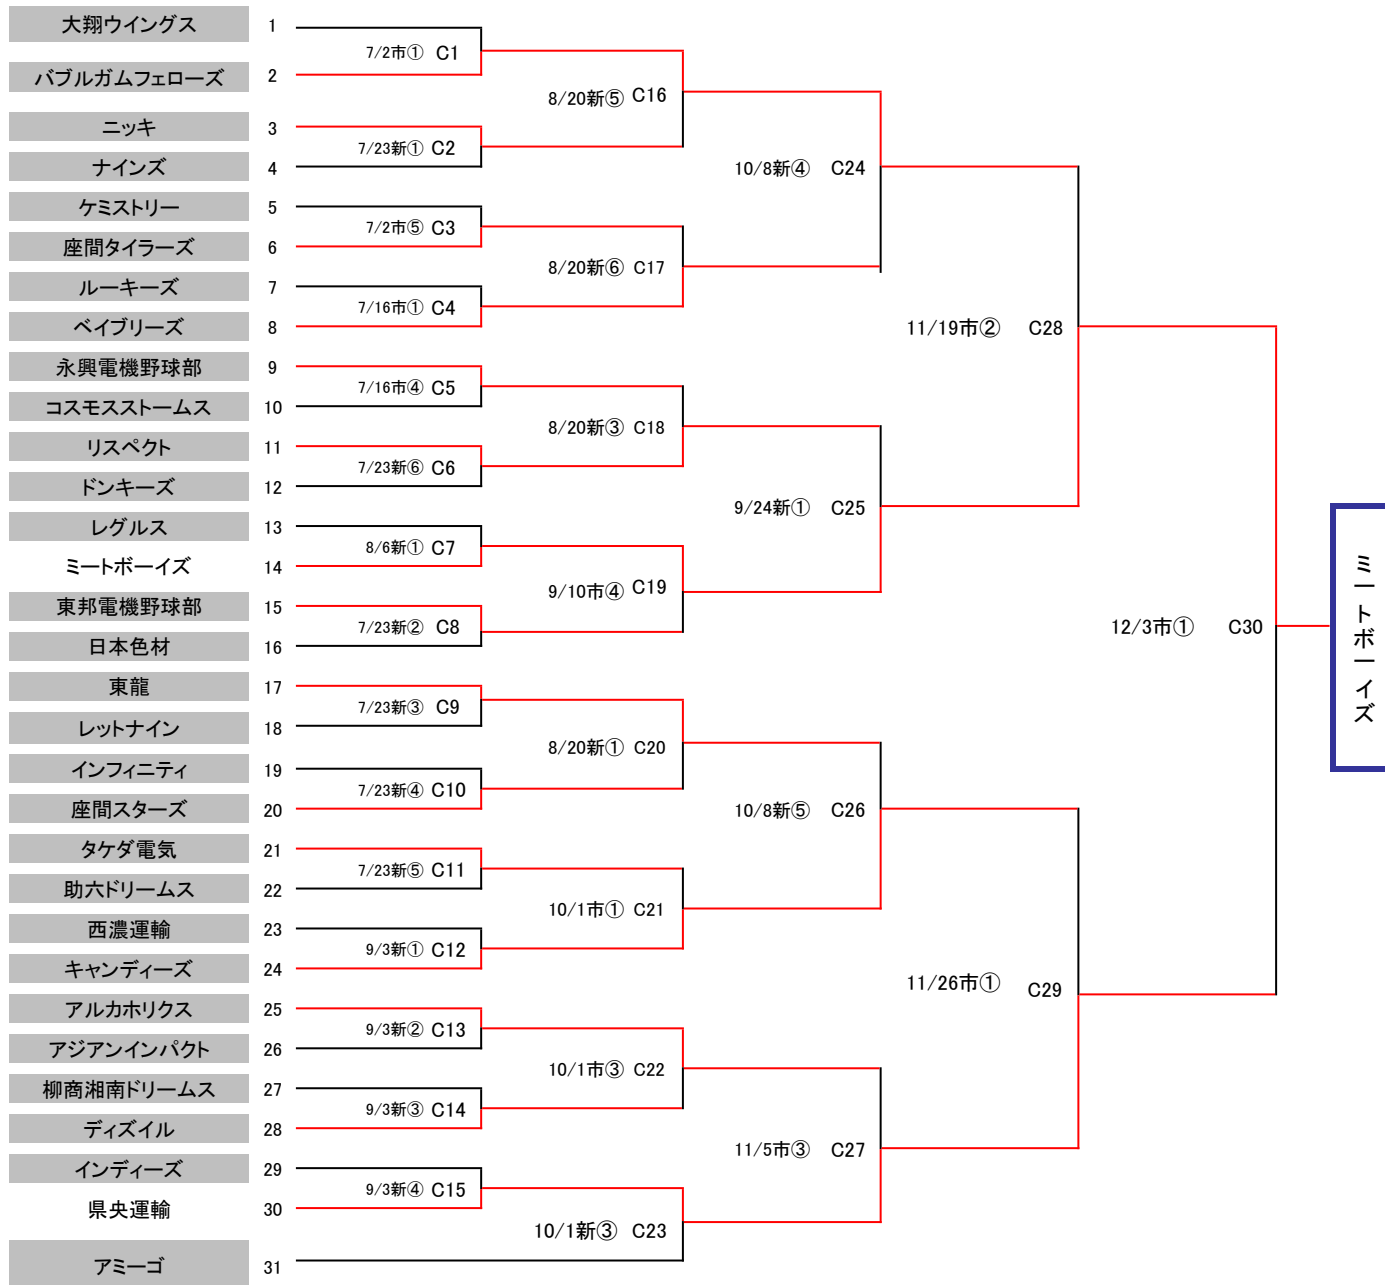 大翔ウイングス 1
7/2市① C1
バブルガムフェローズ 2
8/20新⑤ C16
ニッキ 3
7/23新① C2
ナインズ 4
10/8新④ C24
ケミストリー 5
7/2市⑤ C3
座間タイラーズ 6
8/20新⑥ C17
ルーキーズ 7
7/16市① C4
ベイブリーズ 8
11/19市② C28
永興電機野球部 9
7/16市④ C5
コスモスストームス 10
8/20新③ C18
リスペクト 11
7/23新⑥ C6
ドンキーズ 12
9/24新① C25
レグルス 13
8/6新① C7
ミートボーイズ 14
9/10市④ C19
東邦電機野球部 15
7/23新② C8
日本色材 16
12/3市① C30
ミートボーイズ
東龍 17
7/23新③ C9
レットナイン 18
8/20新① C20
インフィニティ 19
7/23新④ C10
座間スターズ 20
10/8新⑤ C26
タケダ電気 21
7/23新⑤ C11
助六ドリームス 22
10/1市① C21
西濃運輸 23
9/3新① C12
キャンディーズ 24
11/26市① C29
アルカホリクス 25
9/3新② C13
アジアンインパクト 26
10/1市③ C22
柳商湘南ドリームス 27
9/3新③ C14
ディズイル 28
11/5市③ C27
インディーズ 29
9/3新④ C15
県央運輸 30
10/1新③ C23
アミーゴ 31